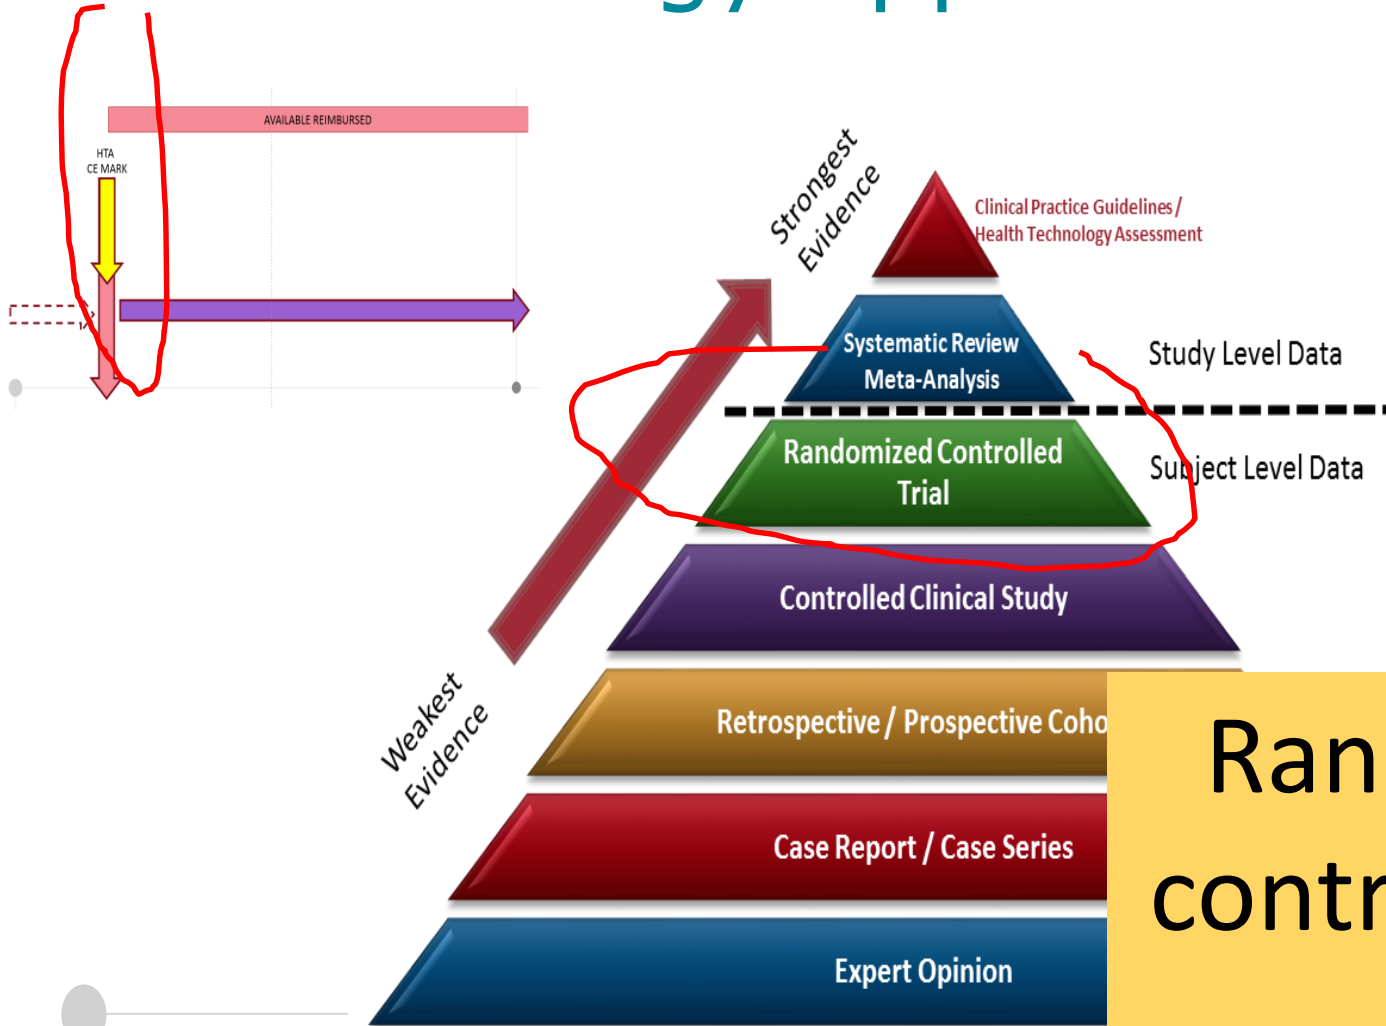 AVAILABLE REIMBURSED
HTA
CE MARK
Strongest
Evidence
Clinical Practice Guidelines /
Health Technology Assessment
Systematic Review
Meta-Analysis
Study Level Data
Randomized Controlled
Trial
Subject Level Data
Controlled Clinical Study
Weakest
Evidence
Retrospective / Prospective Coho
Case Report / Case Series
Expert Opinion
Ran
contr